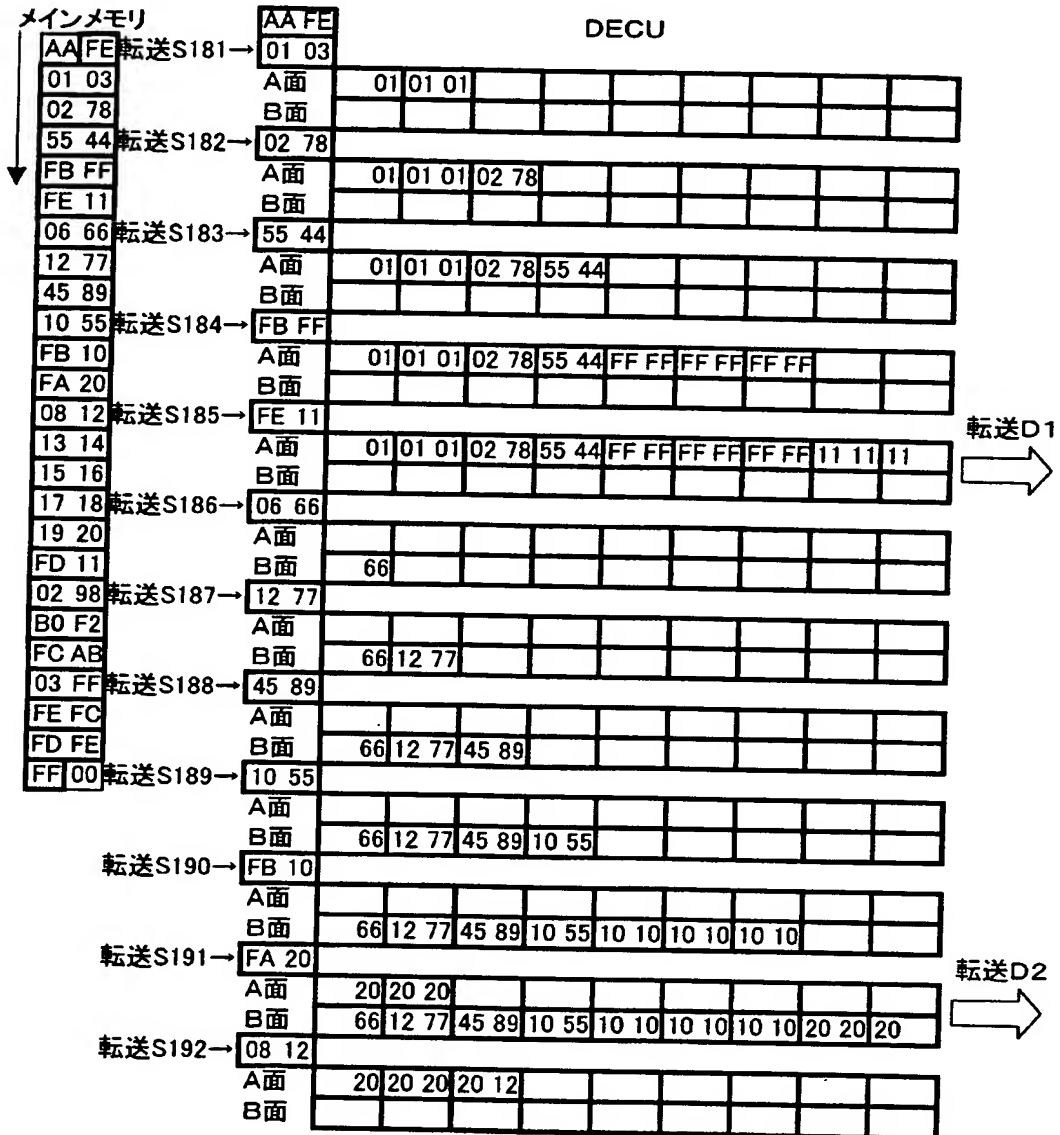 メインメモリ
AA FE
01 03
02 78
55 44
FB FF
FE 11
06 66
12 77
45 89
10 55
FB 10
FA 20
08 12
13 14
15 16
17 18
19 20
FD 11
02 98
B0 F2
FC AB
03 FF
FE FC
FD FE
FF 00
DECU
AA FE
転送S181→ 01 03
A面 01 01 01
B面
転送S182→ 02 78
A面 01 01 01 02 78
B面
転送S183→ 55 44
A面 01 01 01 02 78 55 44
B面
転送S184→ FB FF
A面 01 01 01 02 78 55 44 FF FF FF FF FF FF
B面
転送S185→ FE 11
A面 01 01 01 02 78 55 44 FF FF FF FF FF FF 11 11 11
B面
転送D1
転送S186→ 06 66
A面
B面 66
転送S187→ 12 77
A面
B面 66 12 77
転送S188→ 45 89
A面
B面 66 12 77 45 89
転送S189→ 10 55
A面
B面 66 12 77 45 89 10 55
転送S190→ FB 10
A面
B面 66 12 77 45 89 10 55 10 10 10 10 10 10
転送S191→ FA 20
A面 20 20 20
B面 66 12 77 45 89 10 55 10 10 10 10 10 10 20 20 20
転送D2
転送S192→ 08 12
A面 20 20 20 20 12
B面